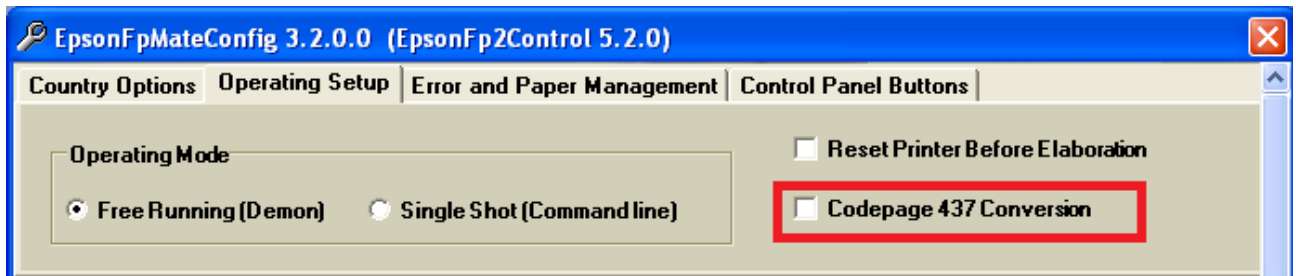 EpsonFpMateConfig 3.2.0.0 (EpsonFp2Control 5.2.0)
Country Options Operating Setup Error and Paper Management Control Panel Buttons
Operating Mode
Reset Printer Before Elaboration
Free Running (Demon) Single Shot (Command line)
Codepage 437 Conversion